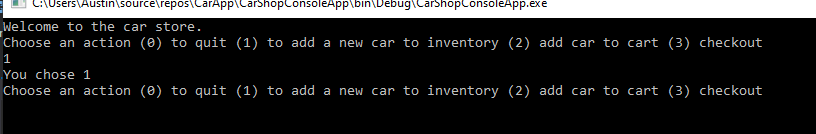 C:\Users\Austin\source\repos\CarApp\CarShopConsoleApp\bin\Debug\CarShopConsoleApp.exe
Welcome to the car store.
Choose an action (0) to quit (1) to add a new car to inventory (2) add car to cart (3) checkout
1
You chose 1
Choose an action (0) to quit (1) to add a new car to inventory (2) add car to cart (3) checkout